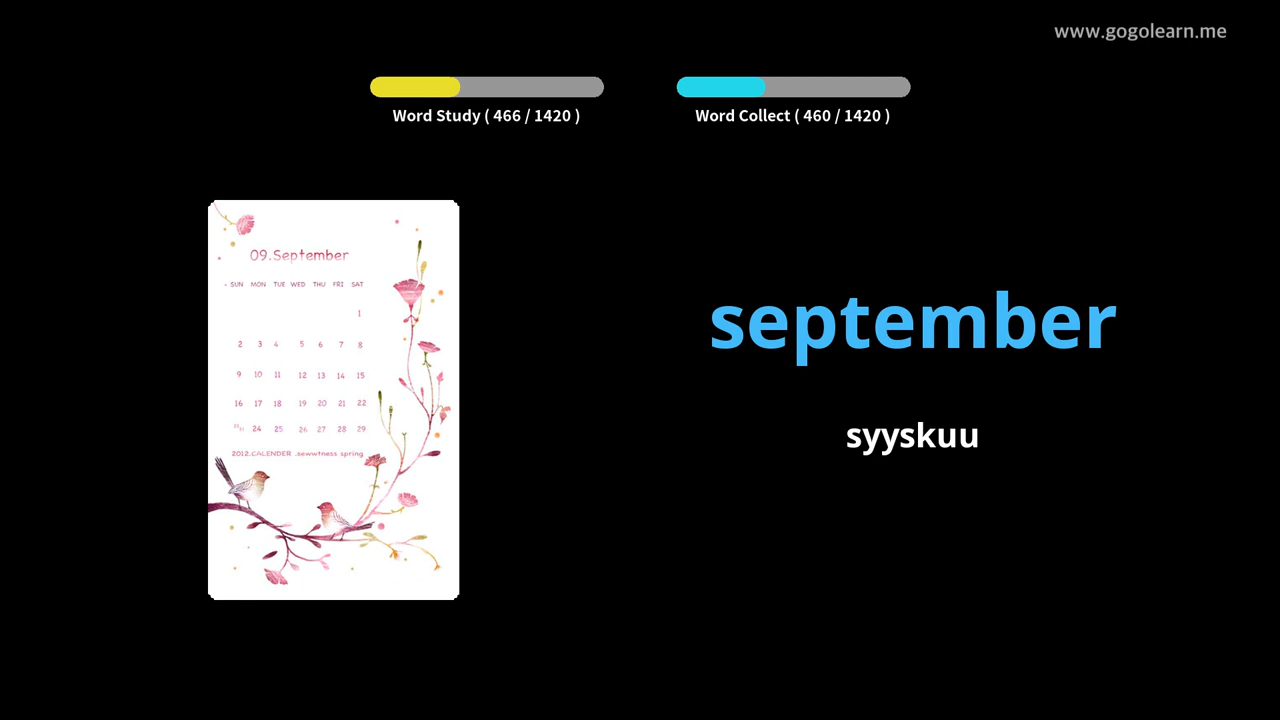 www.gogolearn.me
Word Study ( 466 / 1420 )
Word Collect ( 460 / 1420 )
09.September
SUN MON TUE WED THU FRI SAT
1
2 3 4 5 6 7 8
9 10 11 12 13 14 15
16 17 18 19 20 21 22
24 25 26 27 28 29
2012.CALENDER .sewwtness spring
september
syyskuu